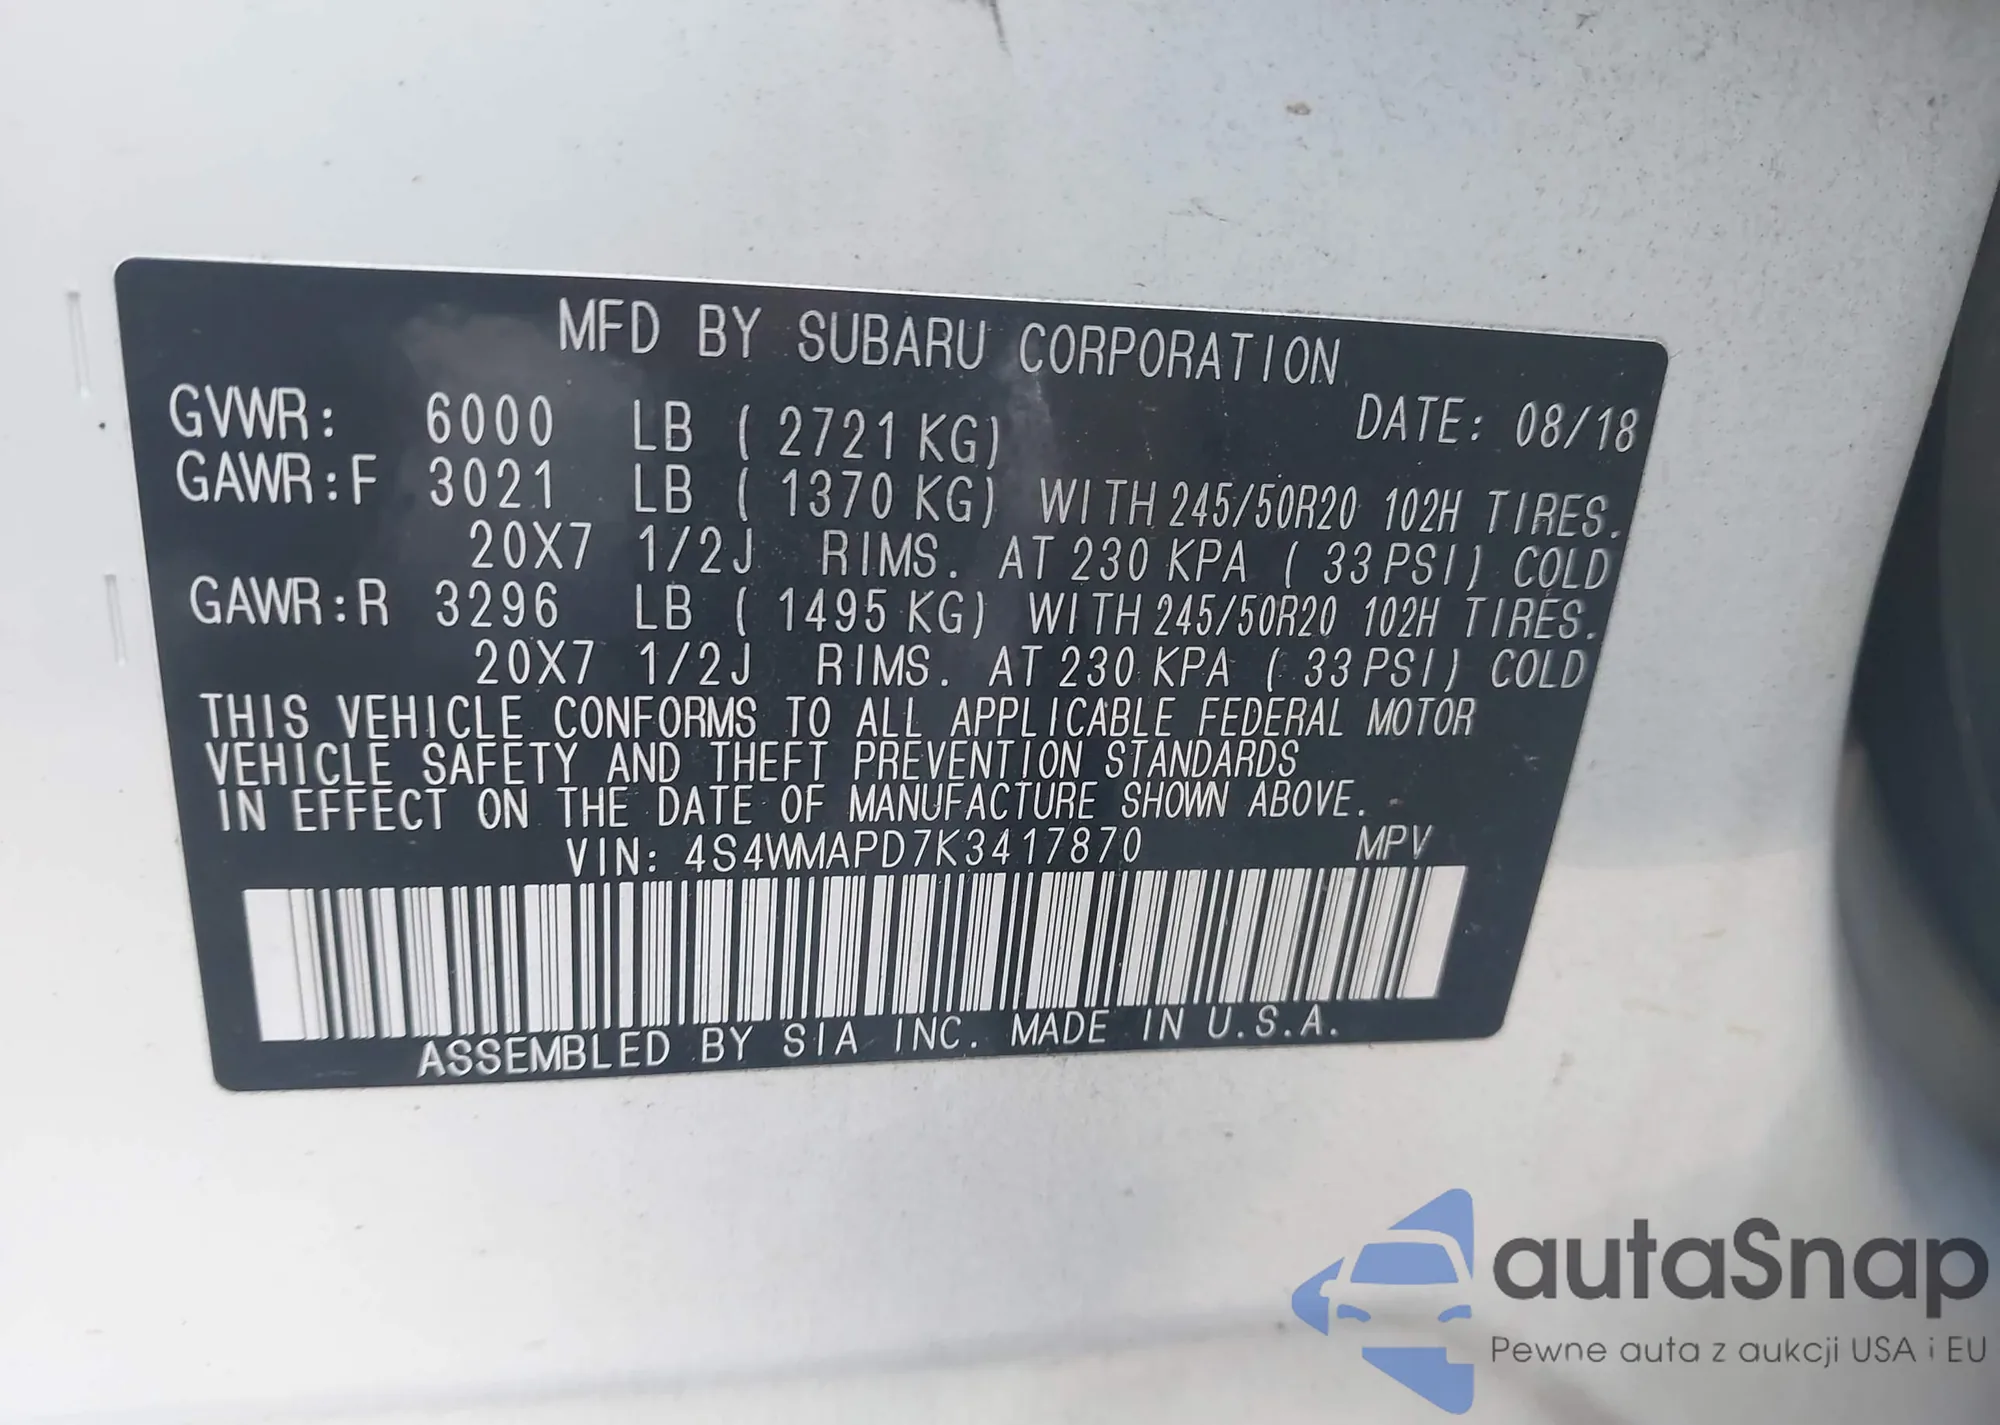 MFD BY SUBARU CORPORATION
GVWR: 6000 LB ( 2721 KG) DATE: 08/18
GAWR:F 3021 LB ( 1370 KG) WITH 245/50R20 102H TIRES.
20X7 1/2J RIMS. AT 230 KPA ( 33 PSI) COLD
GAWR:R 3296 LB ( 1495 KG) WITH 245/50R20 102H TIRES.
20X7 1/2J RIMS. AT 230 KPA ( 33 PSI) COLD
THIS VEHICLE CONFORMS TO ALL APPLICABLE FEDERAL MOTOR
VEHICLE SAFETY AND THEFT PREVENTION STANDARDS
IN EFFECT ON THE DATE OF MANUFACTURE SHOWN ABOVE.
VIN: 4S4WMAPD7K3417870 MPV
ASSEMBLED BY SIA INC. MADE IN U.S.A.
autaSnap
Pewne auta z aukcji USA i EU